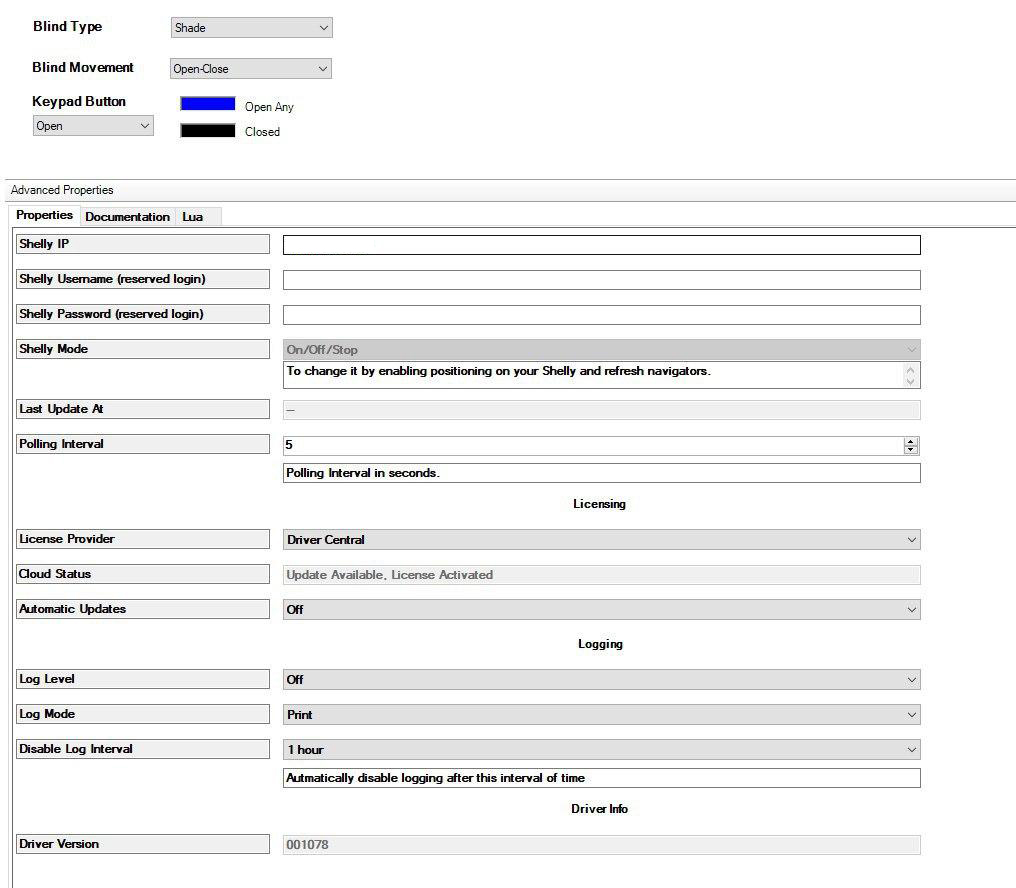 Blind Type
Shade
Blind Movement
Open-Close
Keypad Button
Open
Open Any
Closed
Advanced Properties
Properties Documentation Lua
Shelly IP
Shelly Username (reserved login)
Shelly Password (reserved login)
Shelly Mode
On/Off/Stop
To change it by enabling positioning on your Shelly and refresh navigators.
Last Update At
---
Polling Interval
5
Polling Interval in seconds.
Licensing
License Provider
Driver Central
Cloud Status
Update Available, License Activated
Automatic Updates
Off
Logging
Log Level
Off
Log Mode
Print
Disable Log Interval
1 hour
Autmatically disable logging after this interval of time
Driver Info
Driver Version
001078